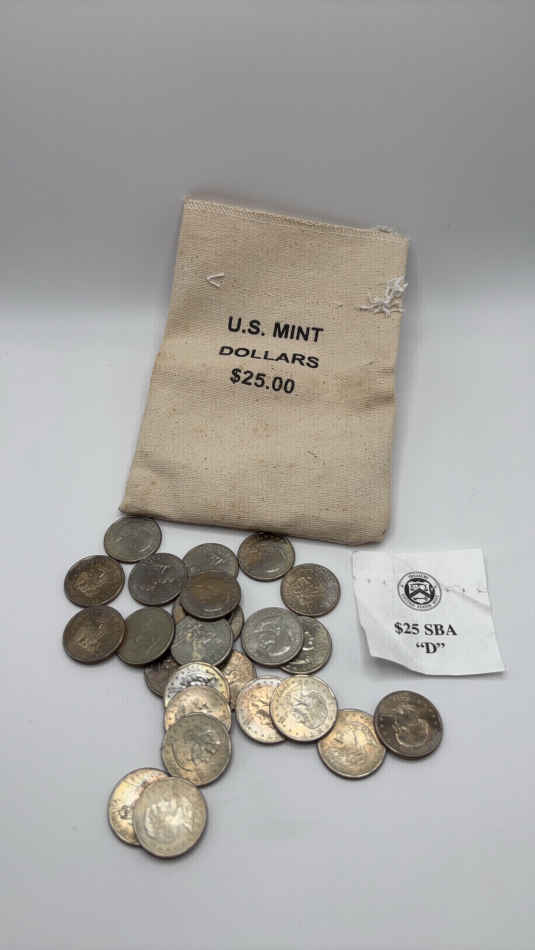 U.S. MINT
DOLLARS
$25.00
$25 SBA
“D”